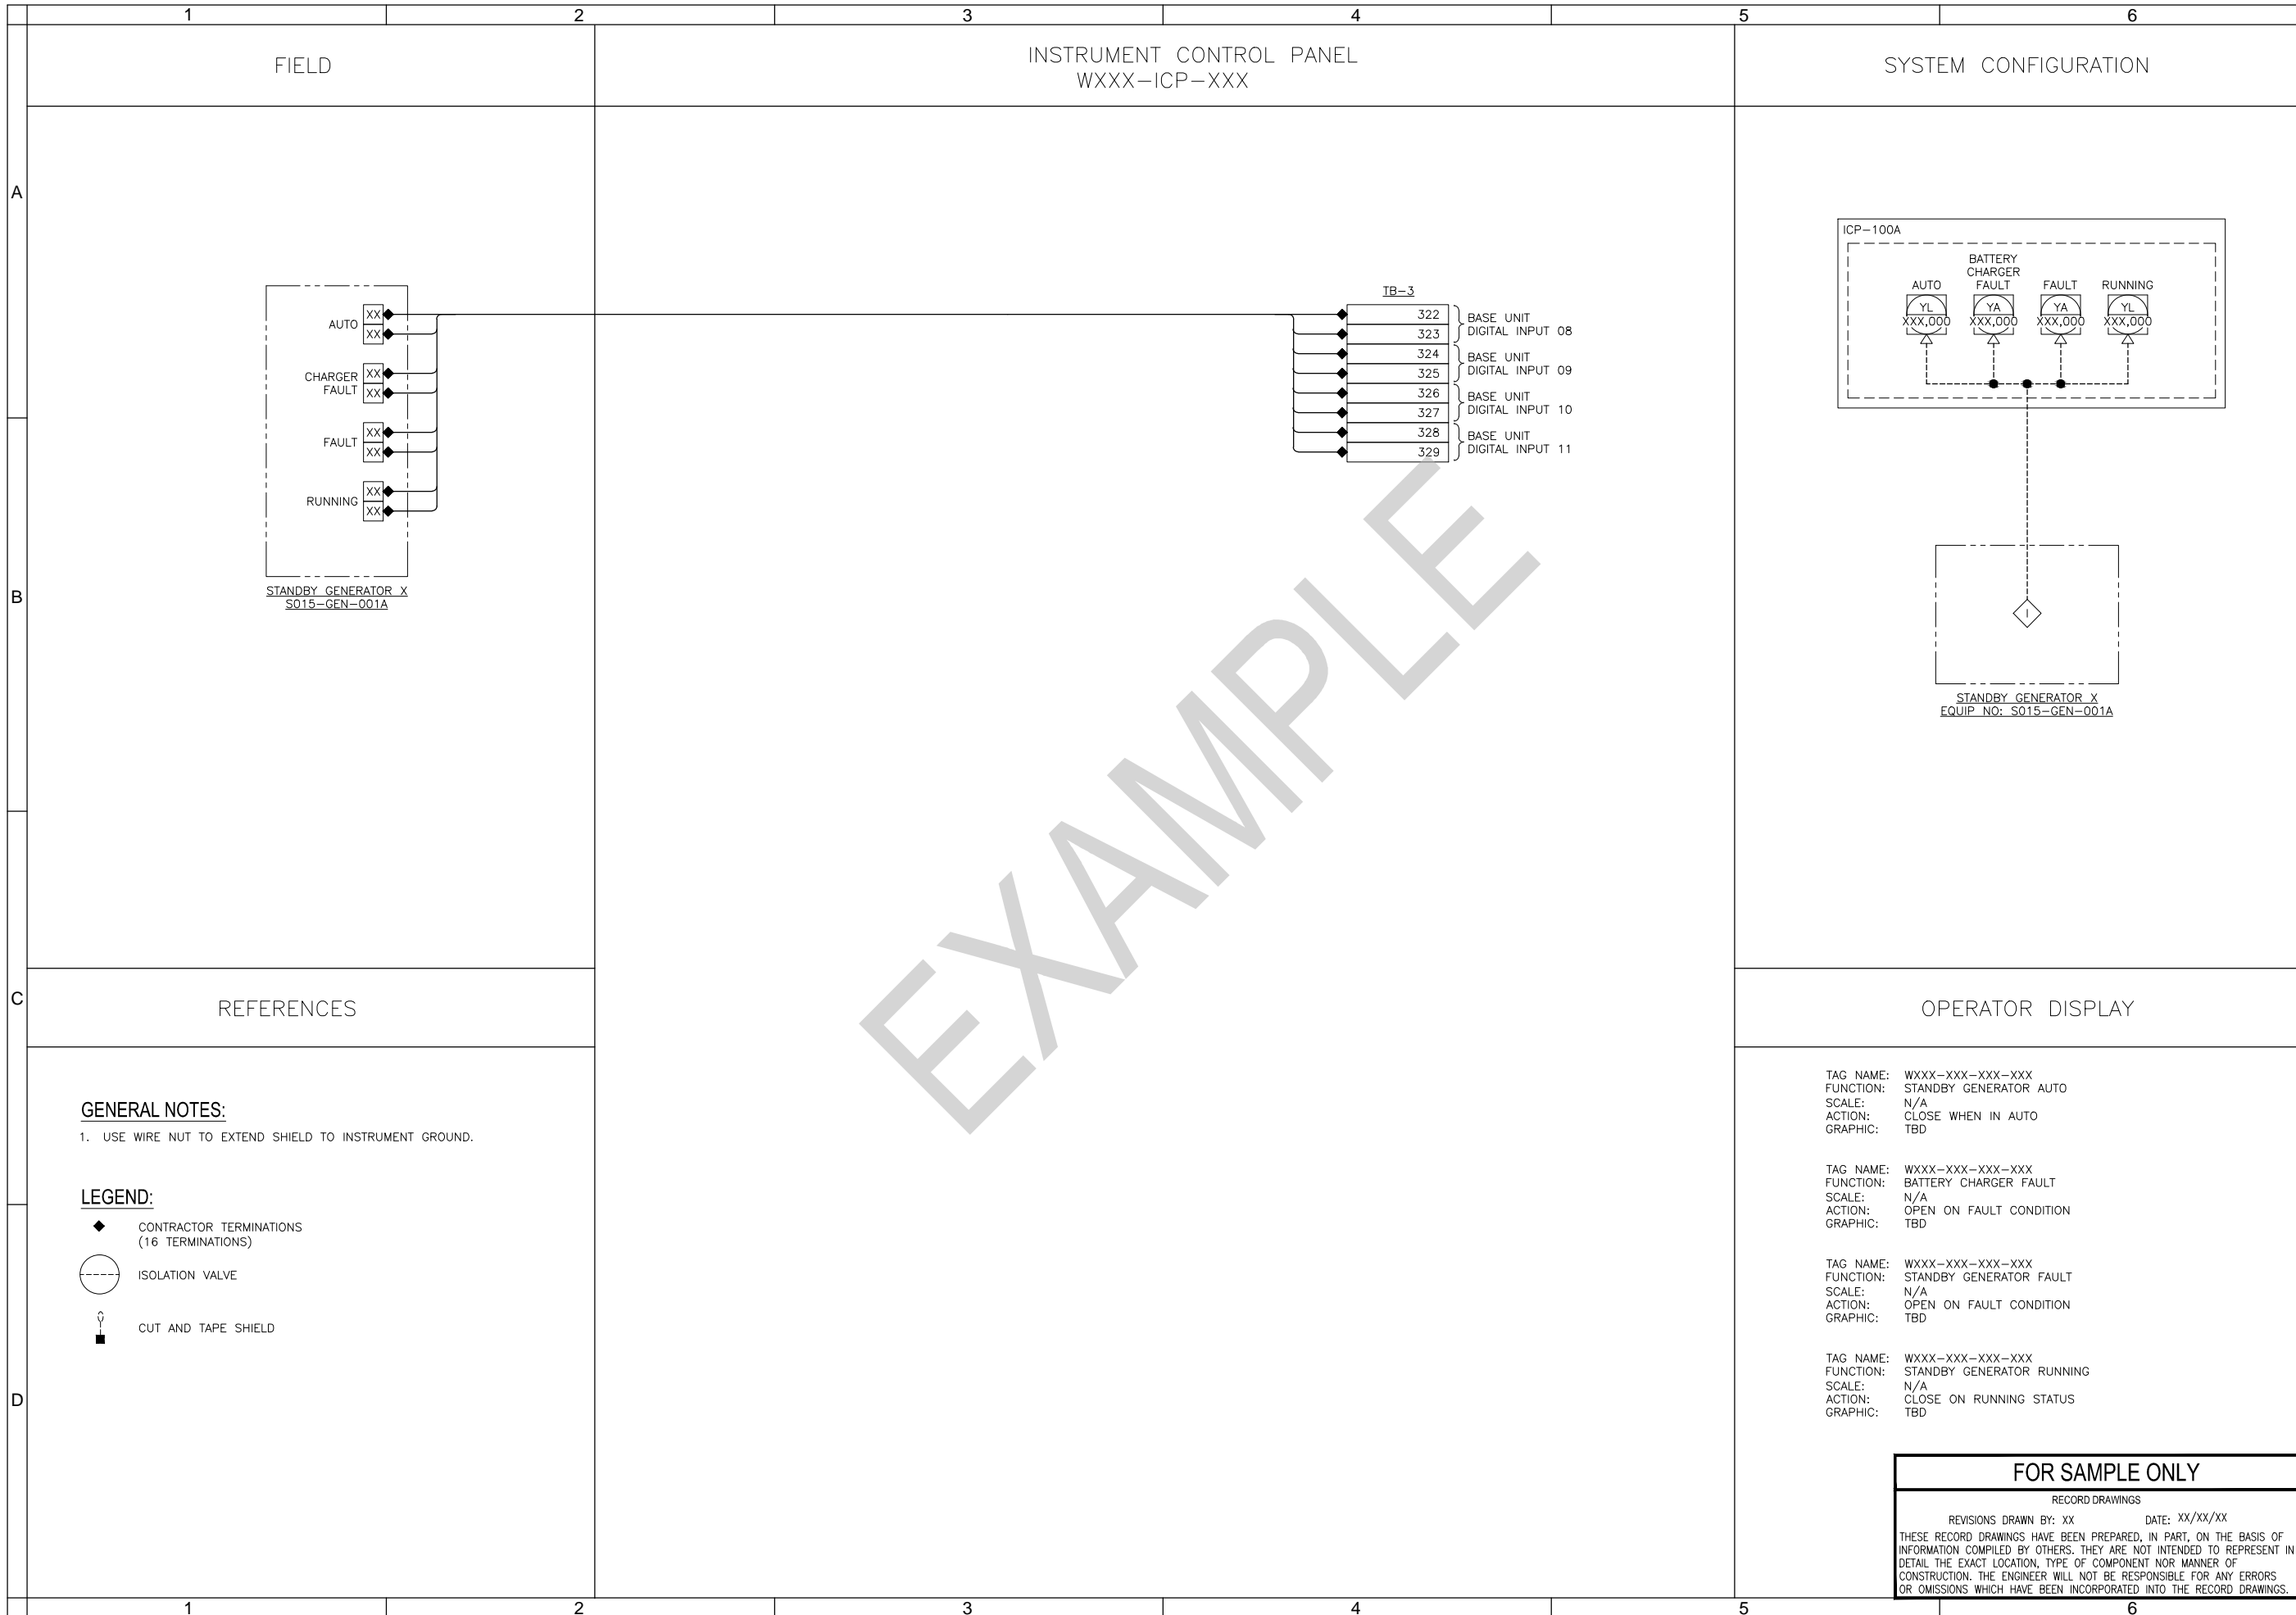 1 2 3 4 5 6
FIELD
INSTRUMENT CONTROL PANEL
WXXX-ICP-XXX
SYSTEM CONFIGURATION
A
B
C
D
AUTO
XX
XX
CHARGER
FAULT
XX
XX
FAULT
XX
XX
RUNNING
XX
XX
STANDBY GENERATOR X
S015-GEN-001A
TB-3
322
323
BASE UNIT
DIGITAL INPUT 08
324
325
BASE UNIT
DIGITAL INPUT 09
326
327
BASE UNIT
DIGITAL INPUT 10
328
329
BASE UNIT
DIGITAL INPUT 11
EXAMPLE
ICP-100A
AUTO
YL
XXX,000
BATTERY
CHARGER
FAULT
YA
XXX,000
FAULT
YA
XXX,000
RUNNING
YL
XXX,000
I
STANDBY GENERATOR X
EQUIP NO: S015-GEN-001A
REFERENCES
GENERAL NOTES:
1. USE WIRE NUT TO EXTEND SHIELD TO INSTRUMENT GROUND.
LEGEND:
CONTRACTOR TERMINATIONS
(16 TERMINATIONS)
ISOLATION VALVE
CUT AND TAPE SHIELD
OPERATOR DISPLAY
TAG NAME: WXXX-XXX-XXX-XXX
FUNCTION: STANDBY GENERATOR AUTO
SCALE: N/A
ACTION: CLOSE WHEN IN AUTO
GRAPHIC: TBD
TAG NAME: WXXX-XXX-XXX-XXX
FUNCTION: BATTERY CHARGER FAULT
SCALE: N/A
ACTION: OPEN ON FAULT CONDITION
GRAPHIC: TBD
TAG NAME: WXXX-XXX-XXX-XXX
FUNCTION: STANDBY GENERATOR FAULT
SCALE: N/A
ACTION: OPEN ON FAULT CONDITION
GRAPHIC: TBD
TAG NAME: WXXX-XXX-XXX-XXX
FUNCTION: STANDBY GENERATOR RUNNING
SCALE: N/A
ACTION: CLOSE ON RUNNING STATUS
GRAPHIC: TBD
FOR SAMPLE ONLY
RECORD DRAWINGS
REVISIONS DRAWN BY: XX DATE: XX/XX/XX
THESE RECORD DRAWINGS HAVE BEEN PREPARED, IN PART, ON THE BASIS OF
INFORMATION COMPILED BY OTHERS. THEY ARE NOT INTENDED TO REPRESENT IN
DETAIL THE EXACT LOCATION, TYPE OF COMPONENT NOR MANNER OF
CONSTRUCTION. THE ENGINEER WILL NOT BE RESPONSIBLE FOR ANY ERRORS
OR OMISSIONS WHICH HAVE BEEN INCORPORATED INTO THE RECORD DRAWINGS.
1 2 3 4 5 6